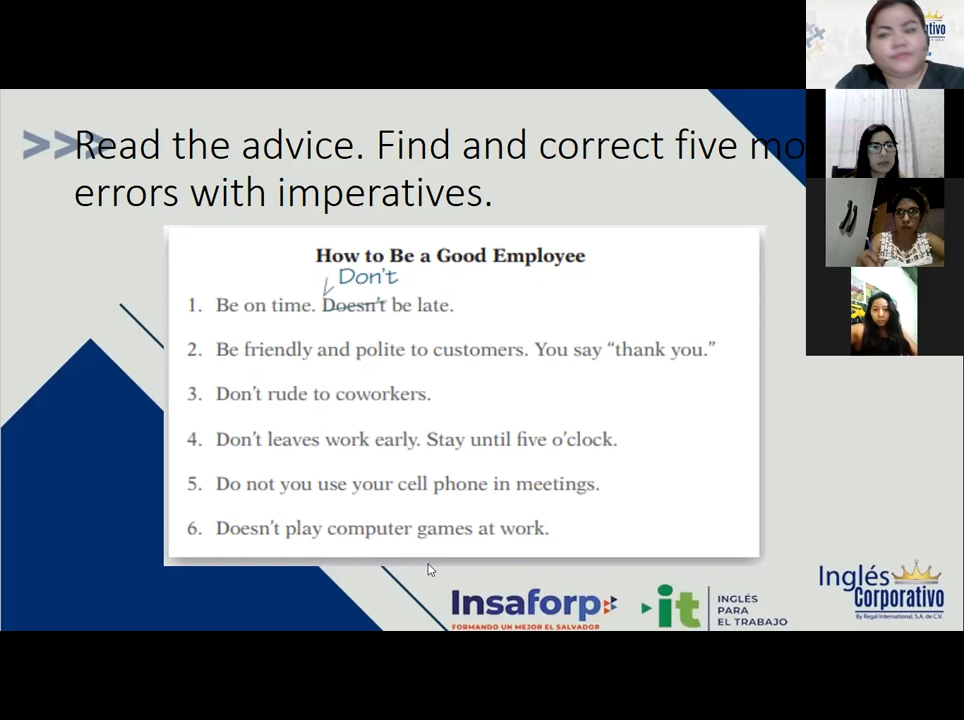 >>>
Read the advice. Find and correct five mo
errors with imperatives.
How to Be a Good Employee
Don't
1. Be on time. Doesn't be late.
2. Be friendly and polite to customers. You say “thank you.”
3. Don't rude to coworkers.
4. Don't leaves work early. Stay until five o'clock.
5. Do not you use your cell phone in meetings.
6. Doesn't play computer games at work.
Insaforp
FORMANDO UN MEJOR EL SALVADOR
it
INGLÉS
PARA
EL TRABAJO
Inglés
Corporativo
By Regal International, S.A. de C.V.
ativo